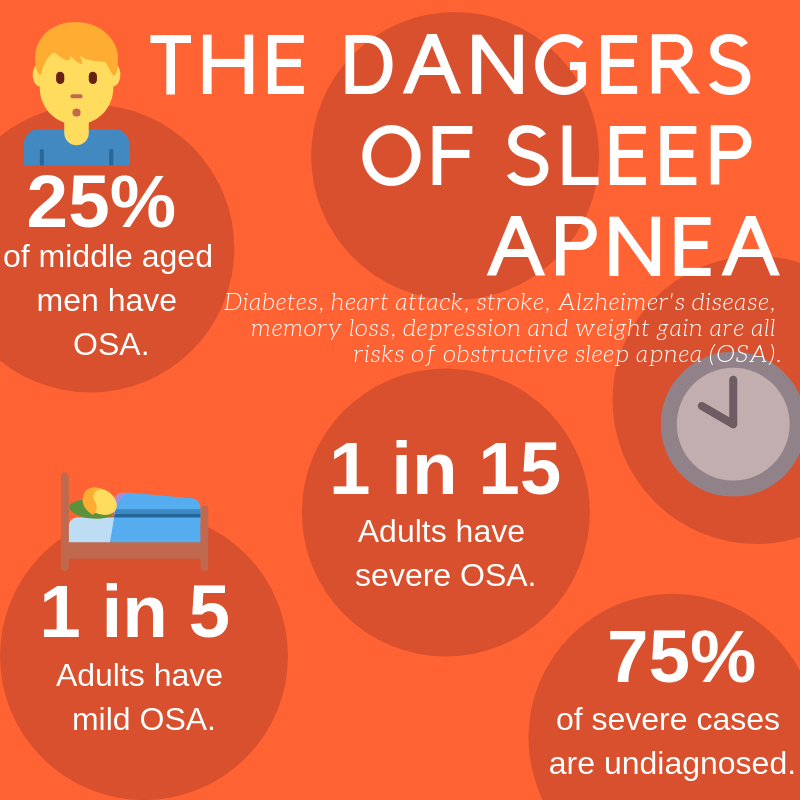 THE DANGERS
OF SLEEP
APNEA
Diabetes, heart attack, stroke, Alzheimer's disease,
memory loss, depression and weight gain are all
risks of obstructive sleep apnea (OSA).
25%
of middle aged
men have
OSA.
1 in 15
Adults have
severe OSA.
1 in 5
Adults have
mild OSA.
75%
of severe cases
are undiagnosed.